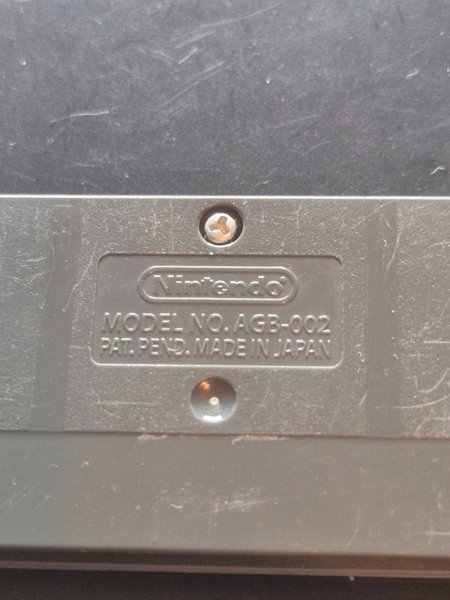 Nintendo
MODEL NO. AGB-002
PAT. PEND. MADE IN JAPAN